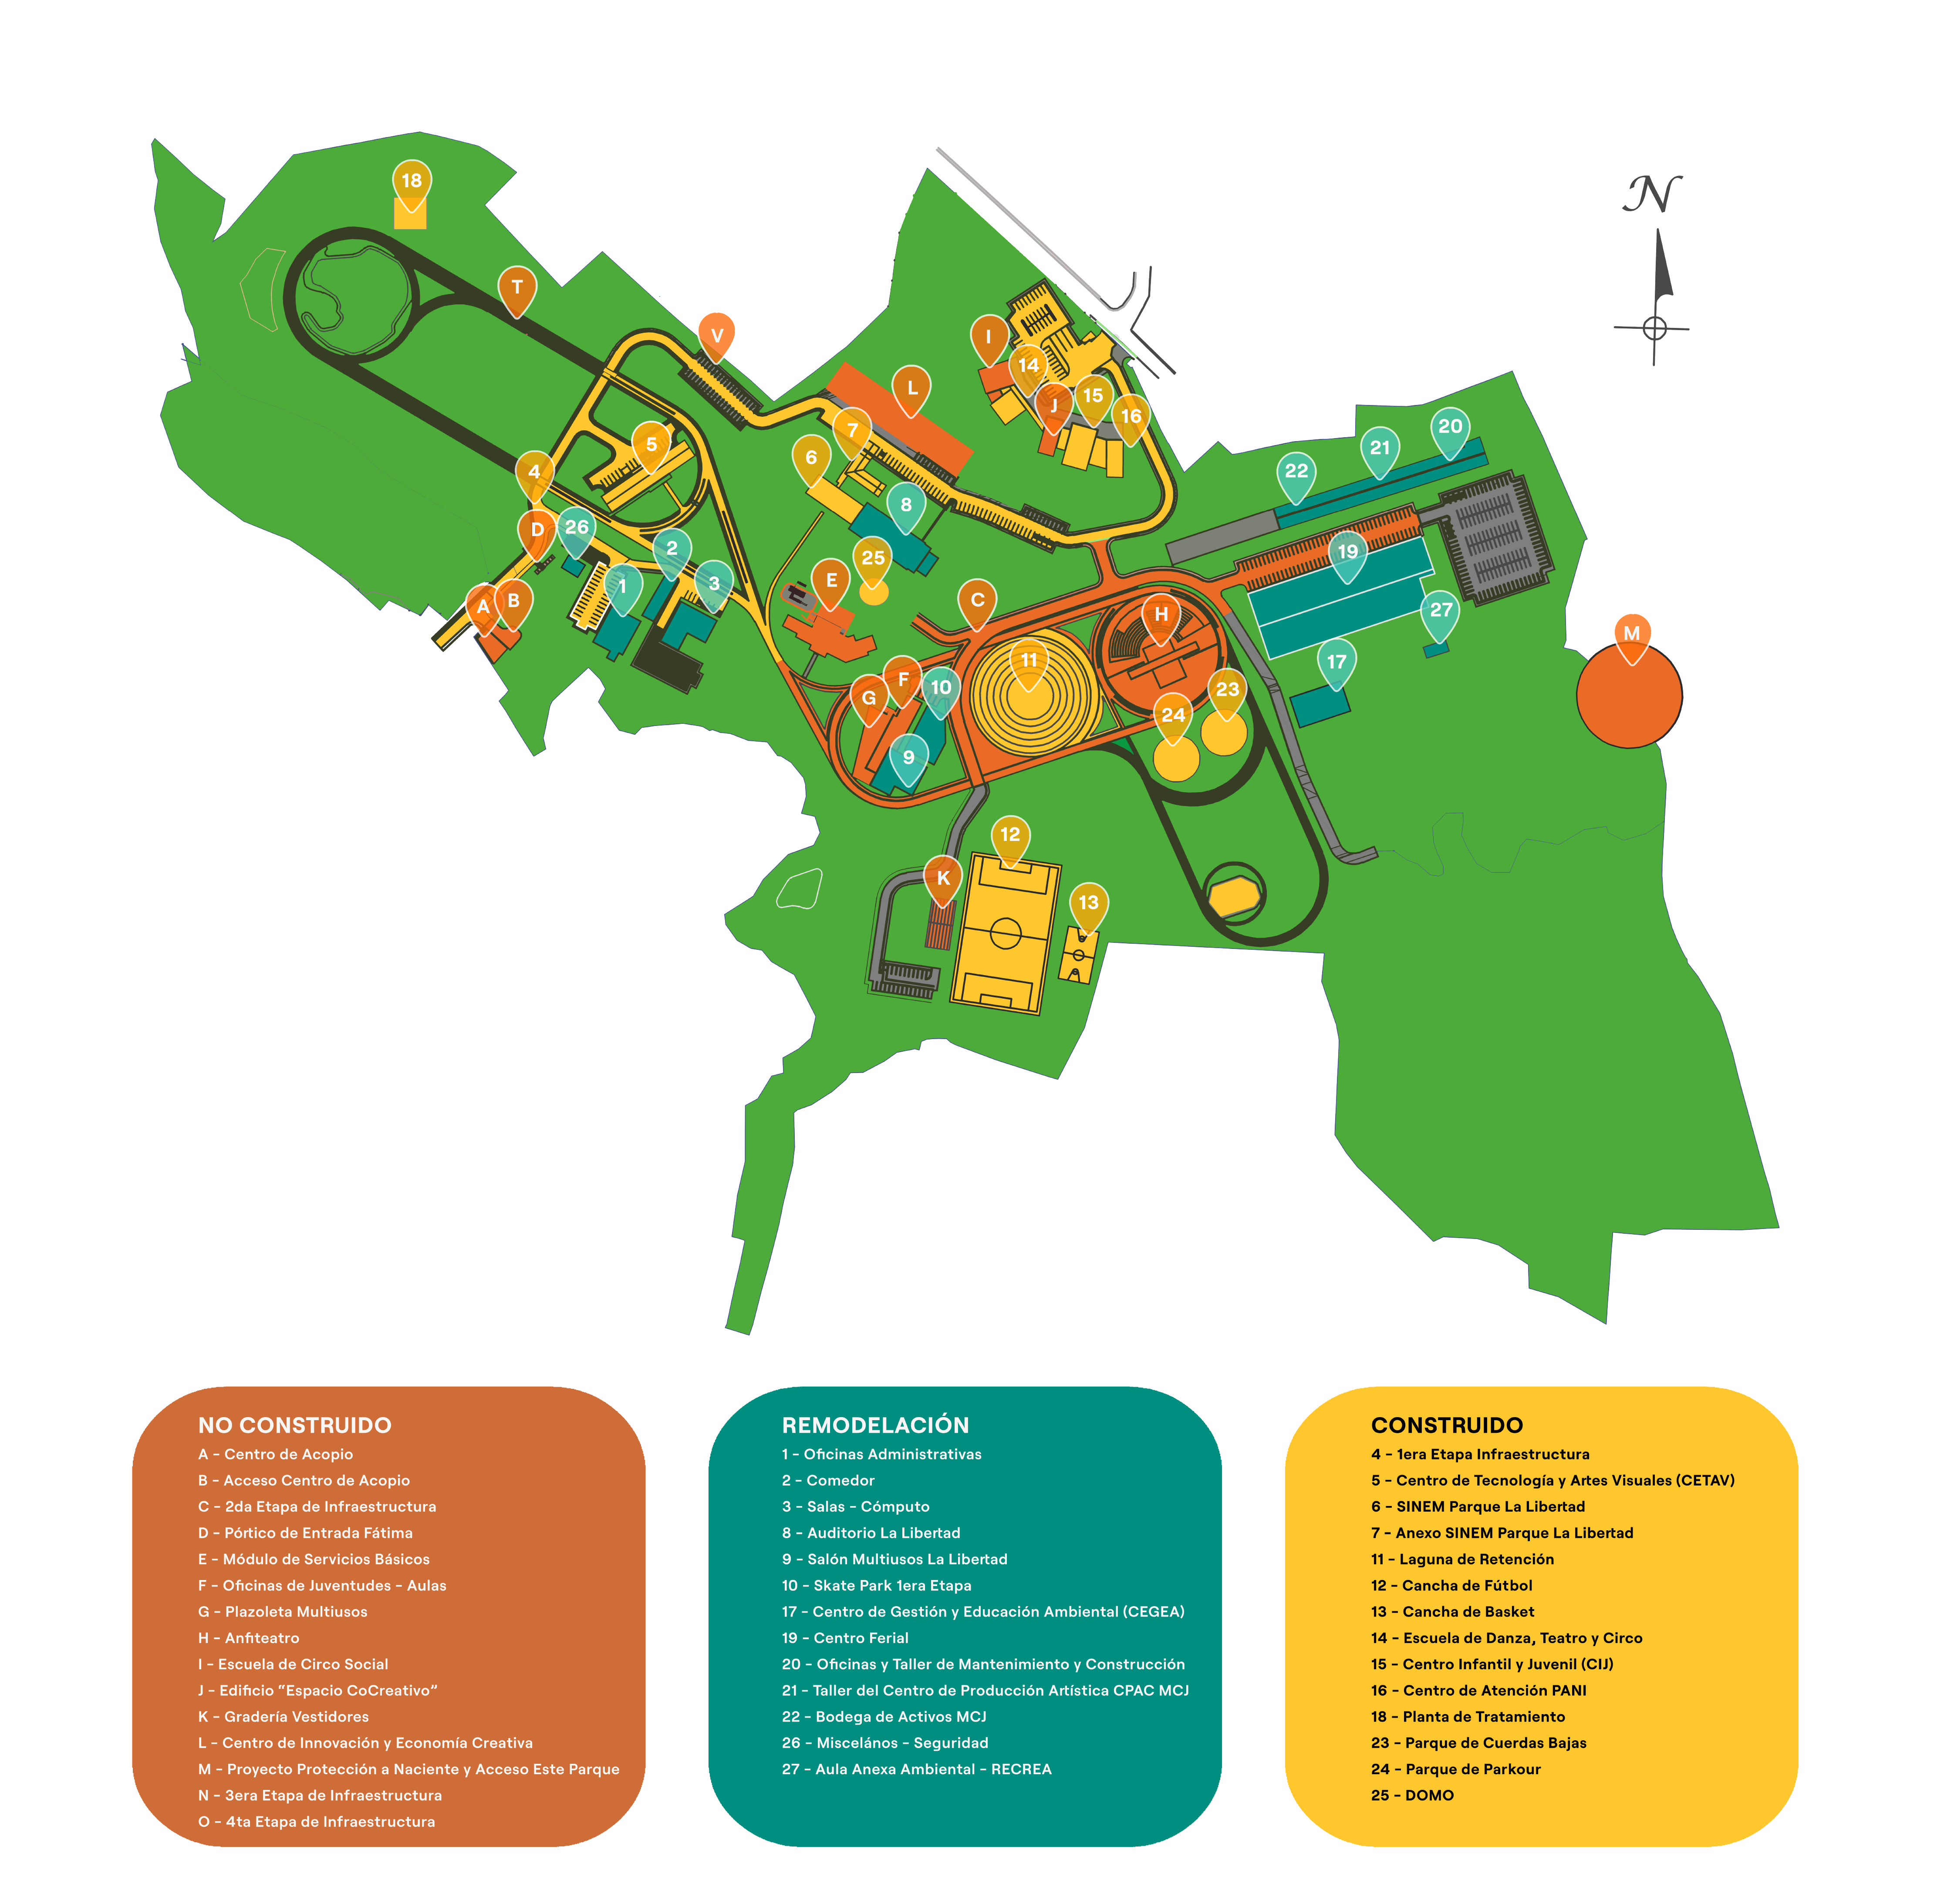 18
N
T
V
I
14
L
J
15
16
7
6
5
4
8
20
21
22
D
26
2
25
19
1
3
E
A
B
C
H
27
M
11
17
F
10
G
23
24
9
12
K
13
NO CONSTRUIDO
A - Centro de Acopio
B - Acceso Centro de Acopio
C - 2da Etapa de Infraestructura
D - Pórtico de Entrada Fátima
E - Módulo de Servicios Básicos
F - Oficinas de Juventudes - Aulas
G - Plazoleta Multiusos
H - Anfiteatro
I - Escuela de Circo Social
J - Edificio "Espacio CoCreativo"
K - Gradería Vestidores
L - Centro de Innovación y Economía Creativa
M - Proyecto Protección a Naciente y Acceso Este Parque
N - 3era Etapa de Infraestructura
O - 4ta Etapa de Infraestructura
REMODELACIÓN
1 - Oficinas Administrativas
2 - Comedor
3 - Salas - Cómputo
8 - Auditorio La Libertad
9 - Salón Multiusos La Libertad
10 - Skate Park 1era Etapa
17 - Centro de Gestión y Educación Ambiental (CEGEA)
19 - Centro Ferial
20 - Oficinas y Taller de Mantenimiento y Construcción
21 - Taller del Centro de Producción Artística CPAC MCJ
22 - Bodega de Activos MCJ
26 - Miscelános - Seguridad
27 - Aula Anexa Ambiental - RECREA
CONSTRUIDO
4 - 1era Etapa Infraestructura
5 - Centro de Tecnología y Artes Visuales (CETAV)
6 - SINEM Parque La Libertad
7 - Anexo SINEM Parque La Libertad
11 - Laguna de Retención
12 - Cancha de Fútbol
13 - Cancha de Basket
14 - Escuela de Danza, Teatro y Circo
15 - Centro Infantil y Juvenil (CIJ)
16 - Centro de Atención PANI
18 - Planta de Tratamiento
23 - Parque de Cuerdas Bajas
24 - Parque de Parkour
25 - DOMO